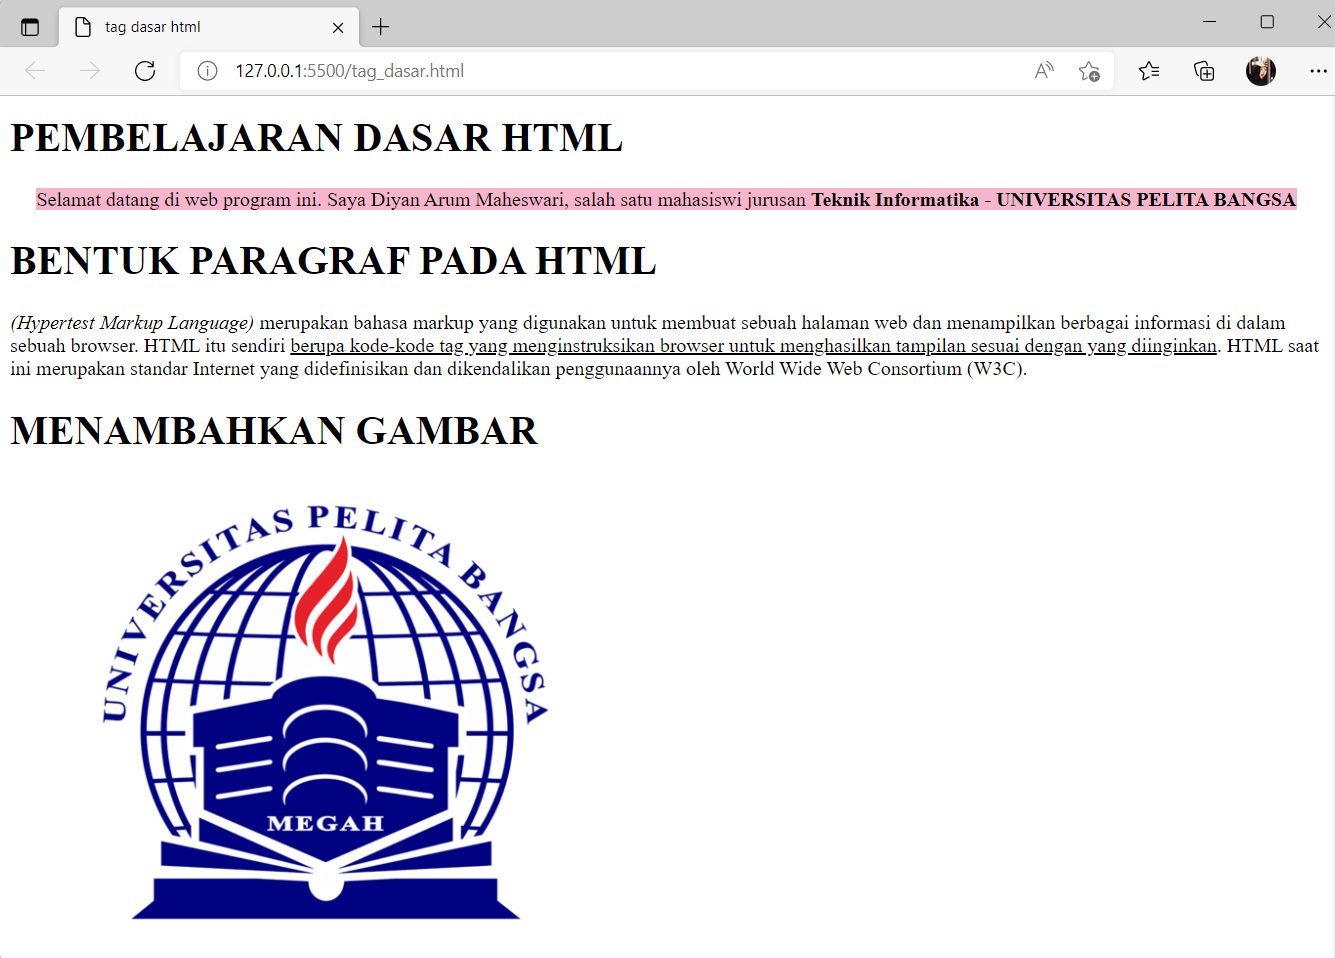 tag dasar html
127.0.0.1:5500/tag_dasar.html
PEMBELAJARAN DASAR HTML
Selamat datang di web program ini. Saya Diyan Arum Maheswari, salah satu mahasiswi jurusan Teknik Informatika - UNIVERSITAS PELITA BANGSA
BENTUK PARAGRAF PADA HTML
(Hypertest Markup Language) merupakan bahasa markup yang digunakan untuk membuat sebuah halaman web dan menampilkan berbagai informasi di dalam
sebuah browser. HTML itu sendiri berupa kode-kode tag yang menginstruksikan browser untuk menghasilkan tampilan sesuai dengan yang diinginkan. HTML saat
ini merupakan standar Internet yang didefinisikan dan dikendalikan penggunaannya oleh World Wide Web Consortium (W3C).
MENAMBAHKAN GAMBAR
UNIVERSITAS PELITA BANGSA
MEGAH